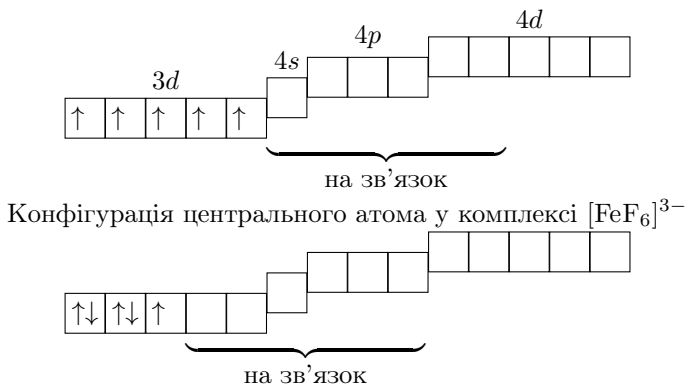 4d
4p
4s
3d
↑ ↑ ↑ ↑ ↑
на зв'язок
Конфігурація центрального атома у комплексі [FeF₆]³⁻
↑↓ ↑↓ ↑
на зв'язок